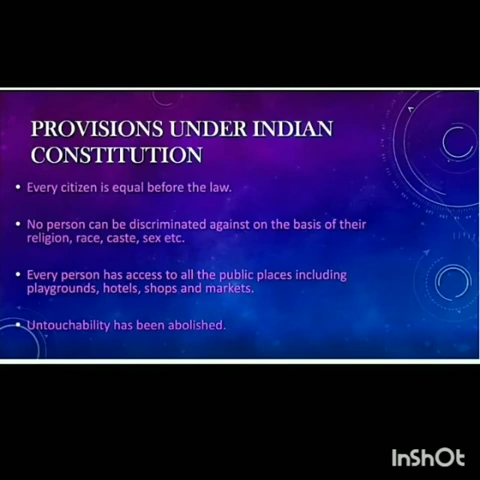 PROVISIONS UNDER INDIAN
CONSTITUTION
• Every citizen is equal before the law.
• No person can be discriminated against on the basis of their
religion, race, caste, sex etc.
• Every person has access to all the public places including
playgrounds, hotels, shops and markets.
• Untouchability has been abolished.
InShOt